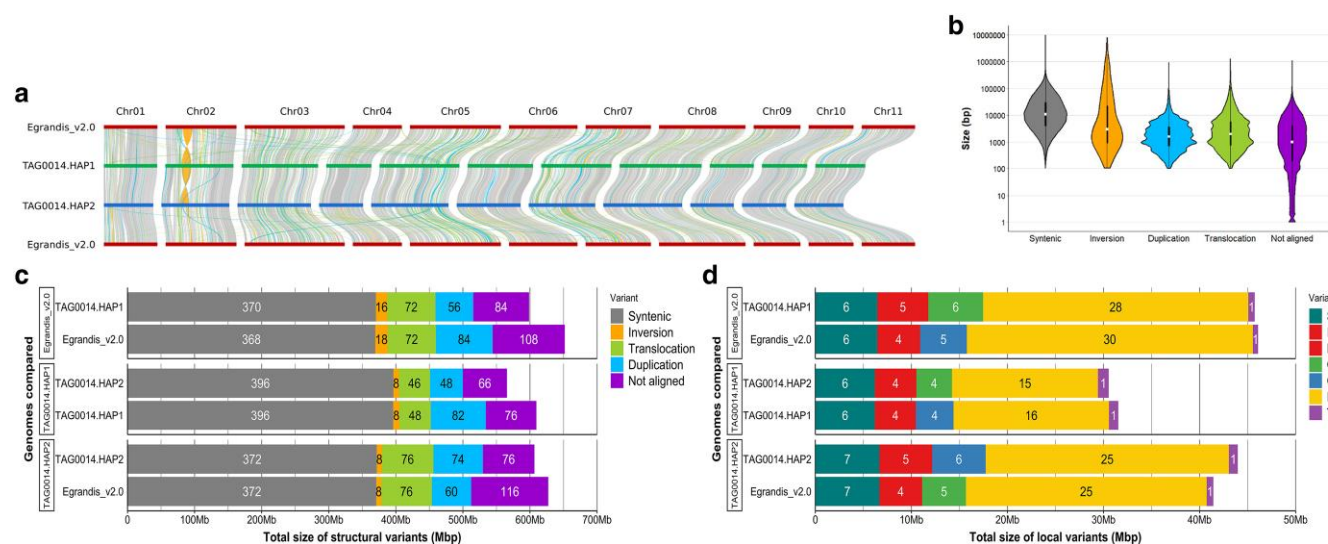 a
Chr01 Chr02 Chr03 Chr04 Chr05 Chr06 Chr07 Chr08 Chr09 Chr10 Chr11
Egrandis_v2.0
TAG0014.HAP1
TAG0014.HAP2
Egrandis_v2.0
b
Size (bp)
10000000
1000000
100000
10000
1000
100
10
1
Syntenic Inversion Duplication Translocation Not aligned
c
Genomes compared
Egrandis_v2.0
TAG0014.HAP1 370 16 72 56 84
Egrandis_v2.0 368 18 72 84 108
TAG0014.HAP1
TAG0014.HAP2 396 8 46 48 66
TAG0014.HAP1 396 8 48 82 76
TAG0014.HAP2
TAG0014.HAP2 372 8 76 74 76
Egrandis_v2.0 372 8 76 60 116
0Mb 100Mb 200Mb 300Mb 400Mb 500Mb 600Mb 700Mb
Total size of structural variants (Mbp)
Variant
Syntenic
Inversion
Translocation
Duplication
Not aligned
d
Genomes compared
Egrandis_v2.0
TAG0014.HAP1 6 5 6 28 1
Egrandis_v2.0 6 4 5 30 1
TAG0014.HAP1
TAG0014.HAP2 6 4 4 15 1
TAG0014.HAP1 6 4 4 16 1
TAG0014.HAP2
TAG0014.HAP2 7 5 6 25 1
Egrandis_v2.0 7 4 5 25 1
0Mb 10Mb 20Mb 30Mb 40Mb 50Mb
Total size of local variants (Mbp)